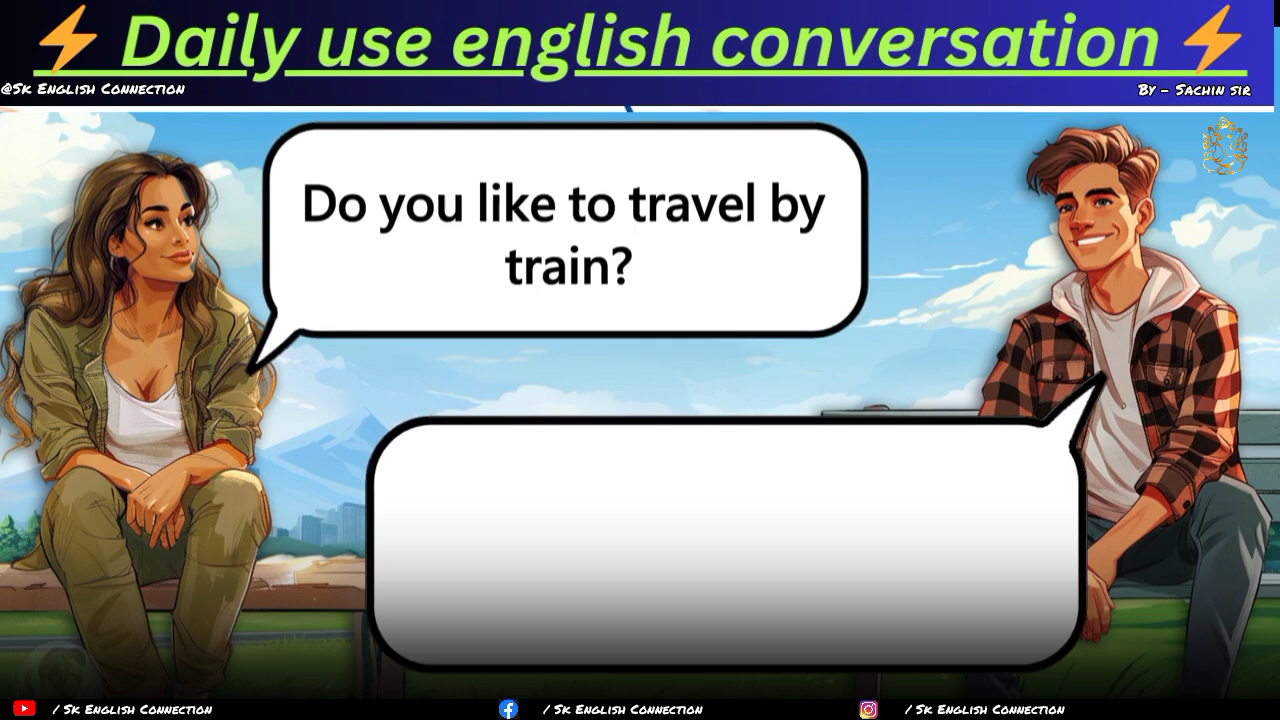 ⚡ Daily use english conversation ⚡
@Sk English Connection
By - Sachin sir
Do you like to travel by
train?
/ Sk English Connection
/ Sk English Connection
/ Sk English Connection